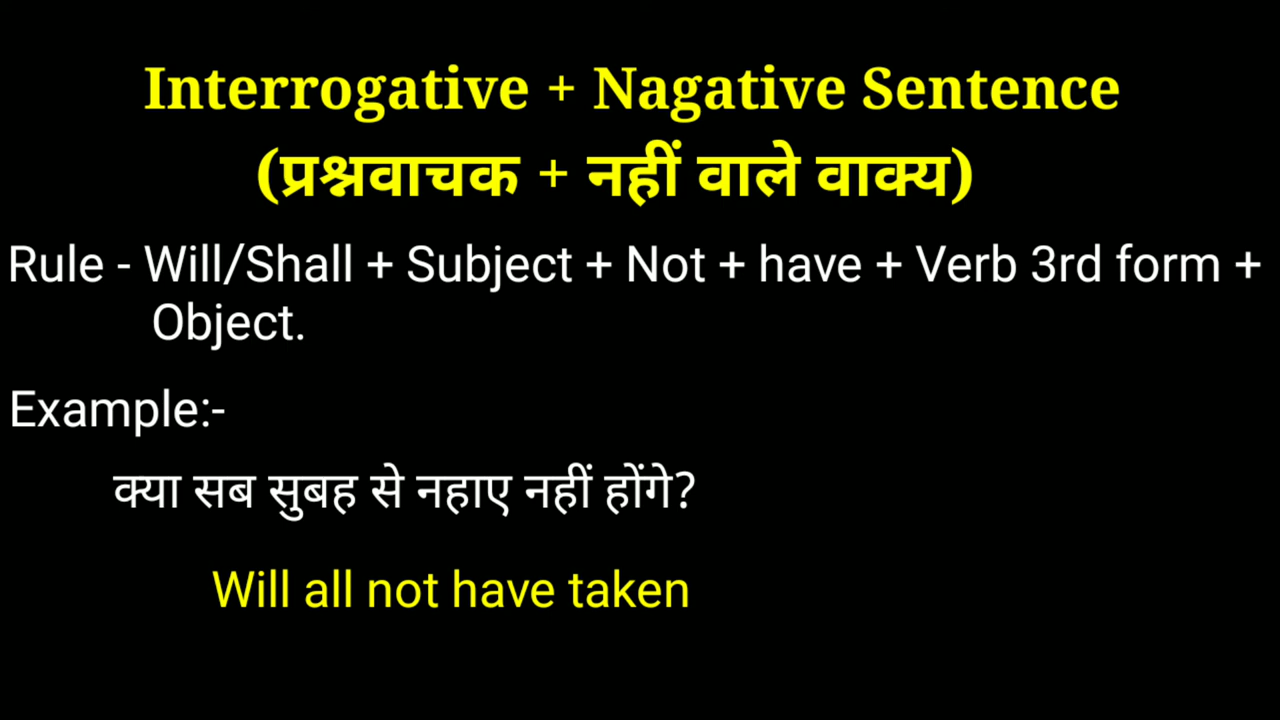 Interrogative + Nagative Sentence
(प्रश्नवाचक + नहीं वाले वाक्य)
Rule - Will/Shall + Subject + Not + have + Verb 3rd form +
Object.
Example:-
क्या सब सुबह से नहाए नहीं होंगे?
Will all not have taken